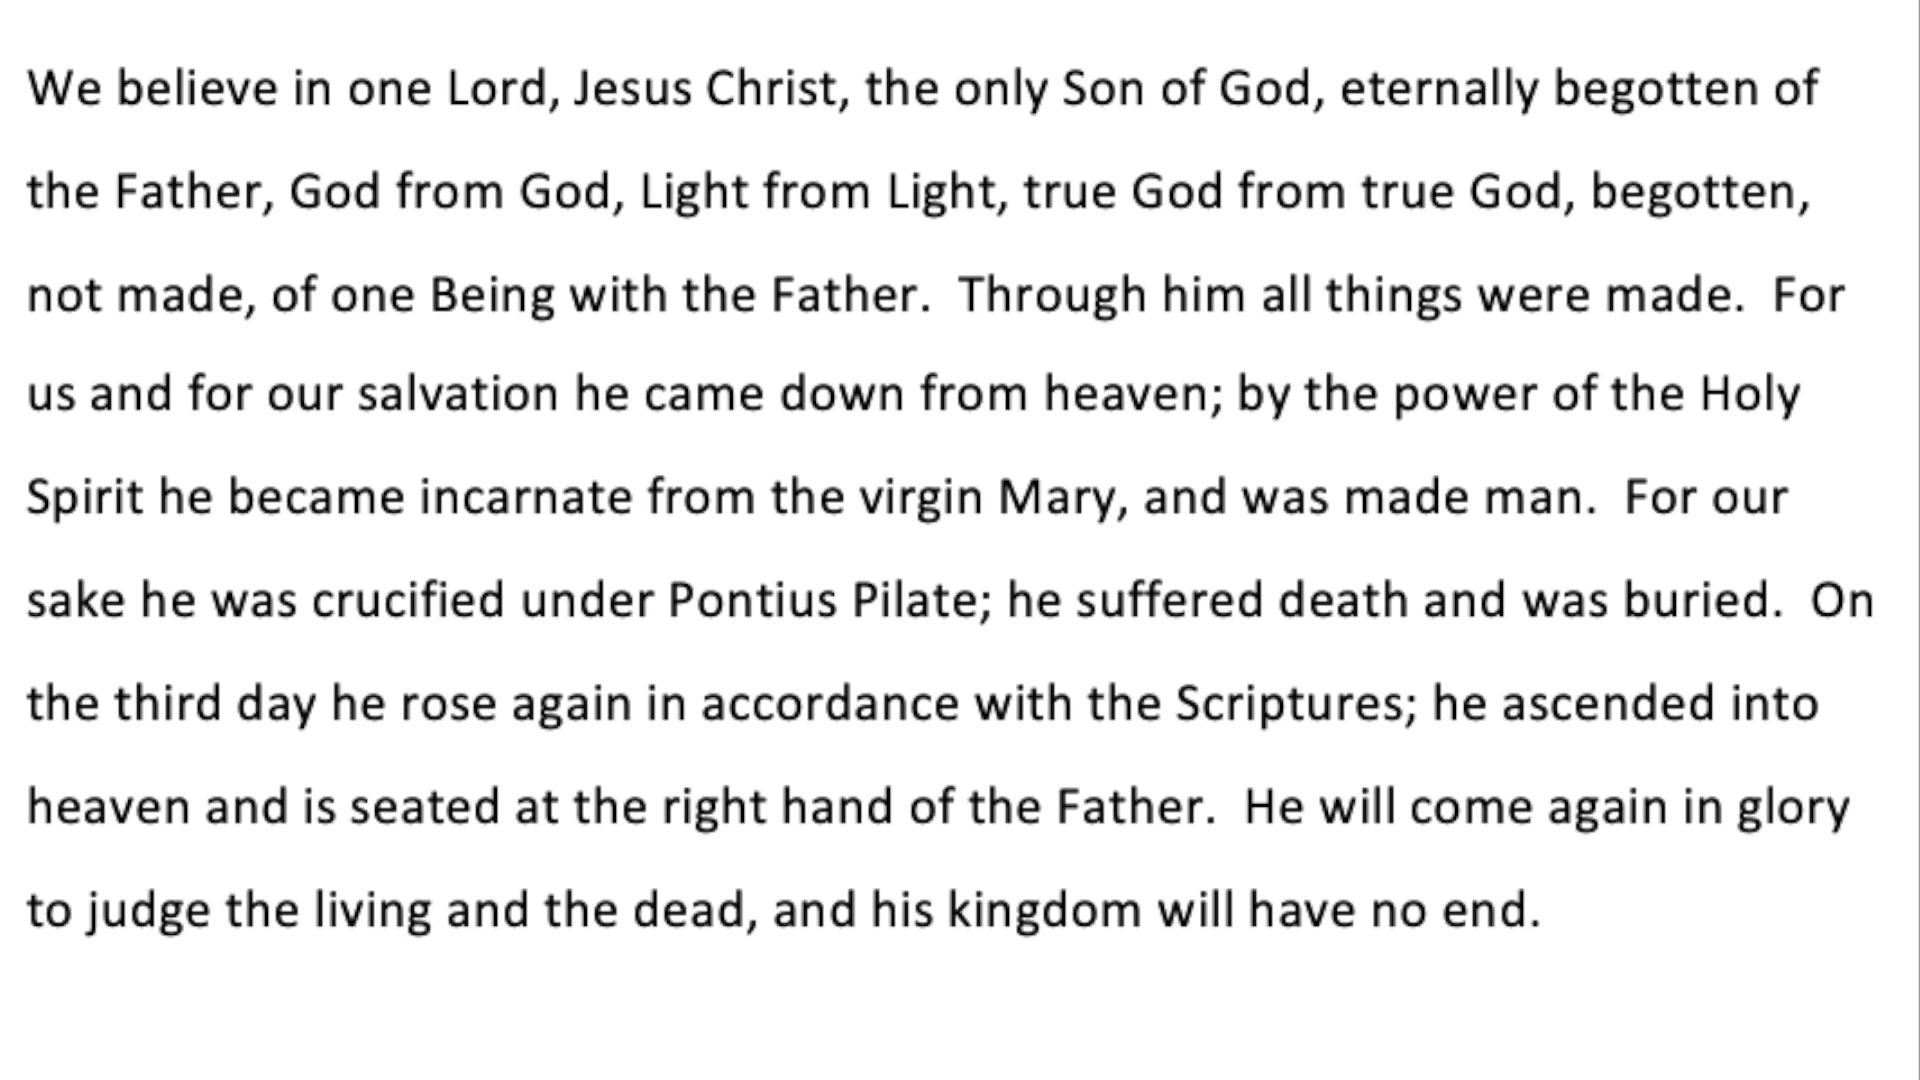 We believe in one Lord, Jesus Christ, the only Son of God, eternally begotten of
the Father, God from God, Light from Light, true God from true God, begotten,
not made, of one Being with the Father.  Through him all things were made.  For
us and for our salvation he came down from heaven; by the power of the Holy
Spirit he became incarnate from the virgin Mary, and was made man.  For our
sake he was crucified under Pontius Pilate; he suffered death and was buried.  On
the third day he rose again in accordance with the Scriptures; he ascended into
heaven and is seated at the right hand of the Father.  He will come again in glory
to judge the living and the dead, and his kingdom will have no end.